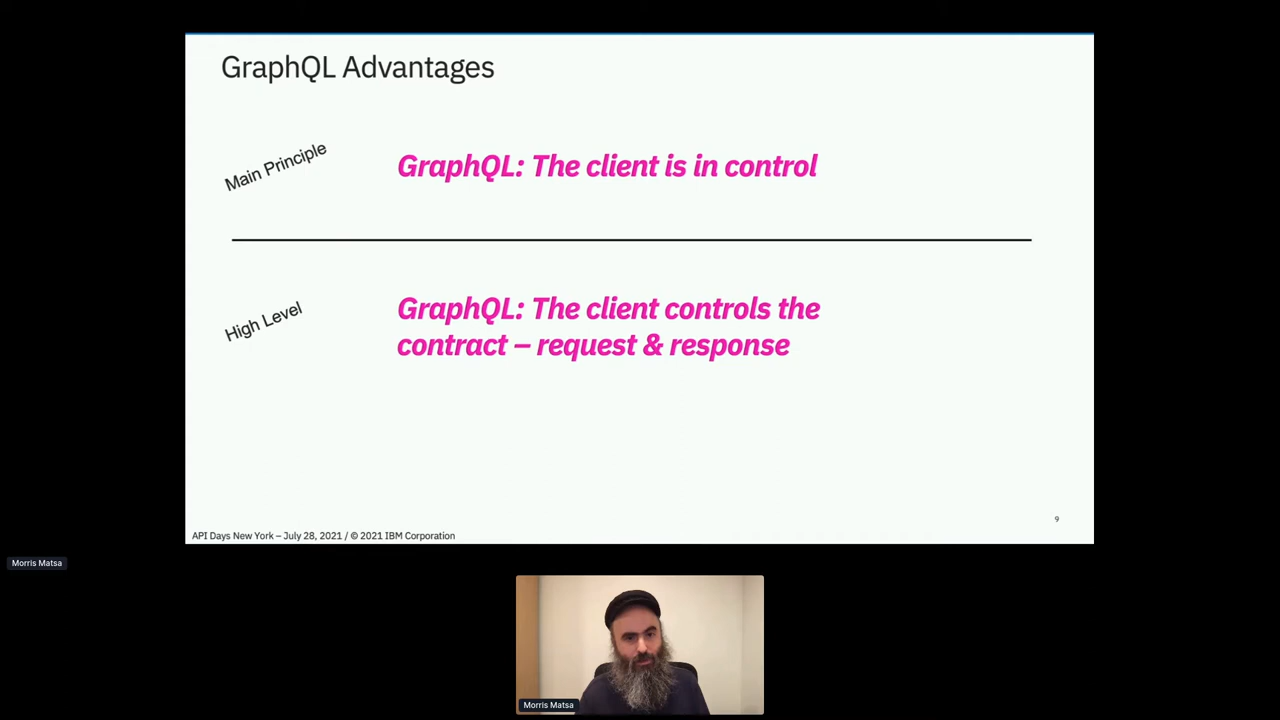 GraphQL Advantages
Main Principle
GraphQL: The client is in control
High Level
GraphQL: The client controls the
contract – request & response
9
API Days New York – July 28, 2021 / © 2021 IBM Corporation
Morris Matsa
Morris Matsa